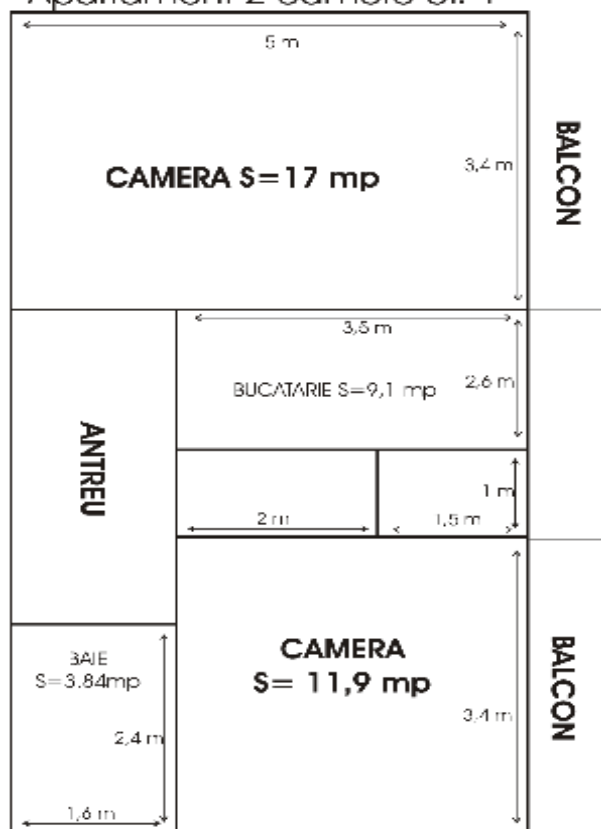 5 m
CAMERA S=17 mp
3,4 m
BALCON
3,5 m
BUCATARIE S=9,1 mp
2,6 m
ANTREU
1 m
2 m
1,5 m
BAIE
S=3.84mp
CAMERA
S= 11,9 mp
BALCON
2,4 m
3,4 m
1,6 m